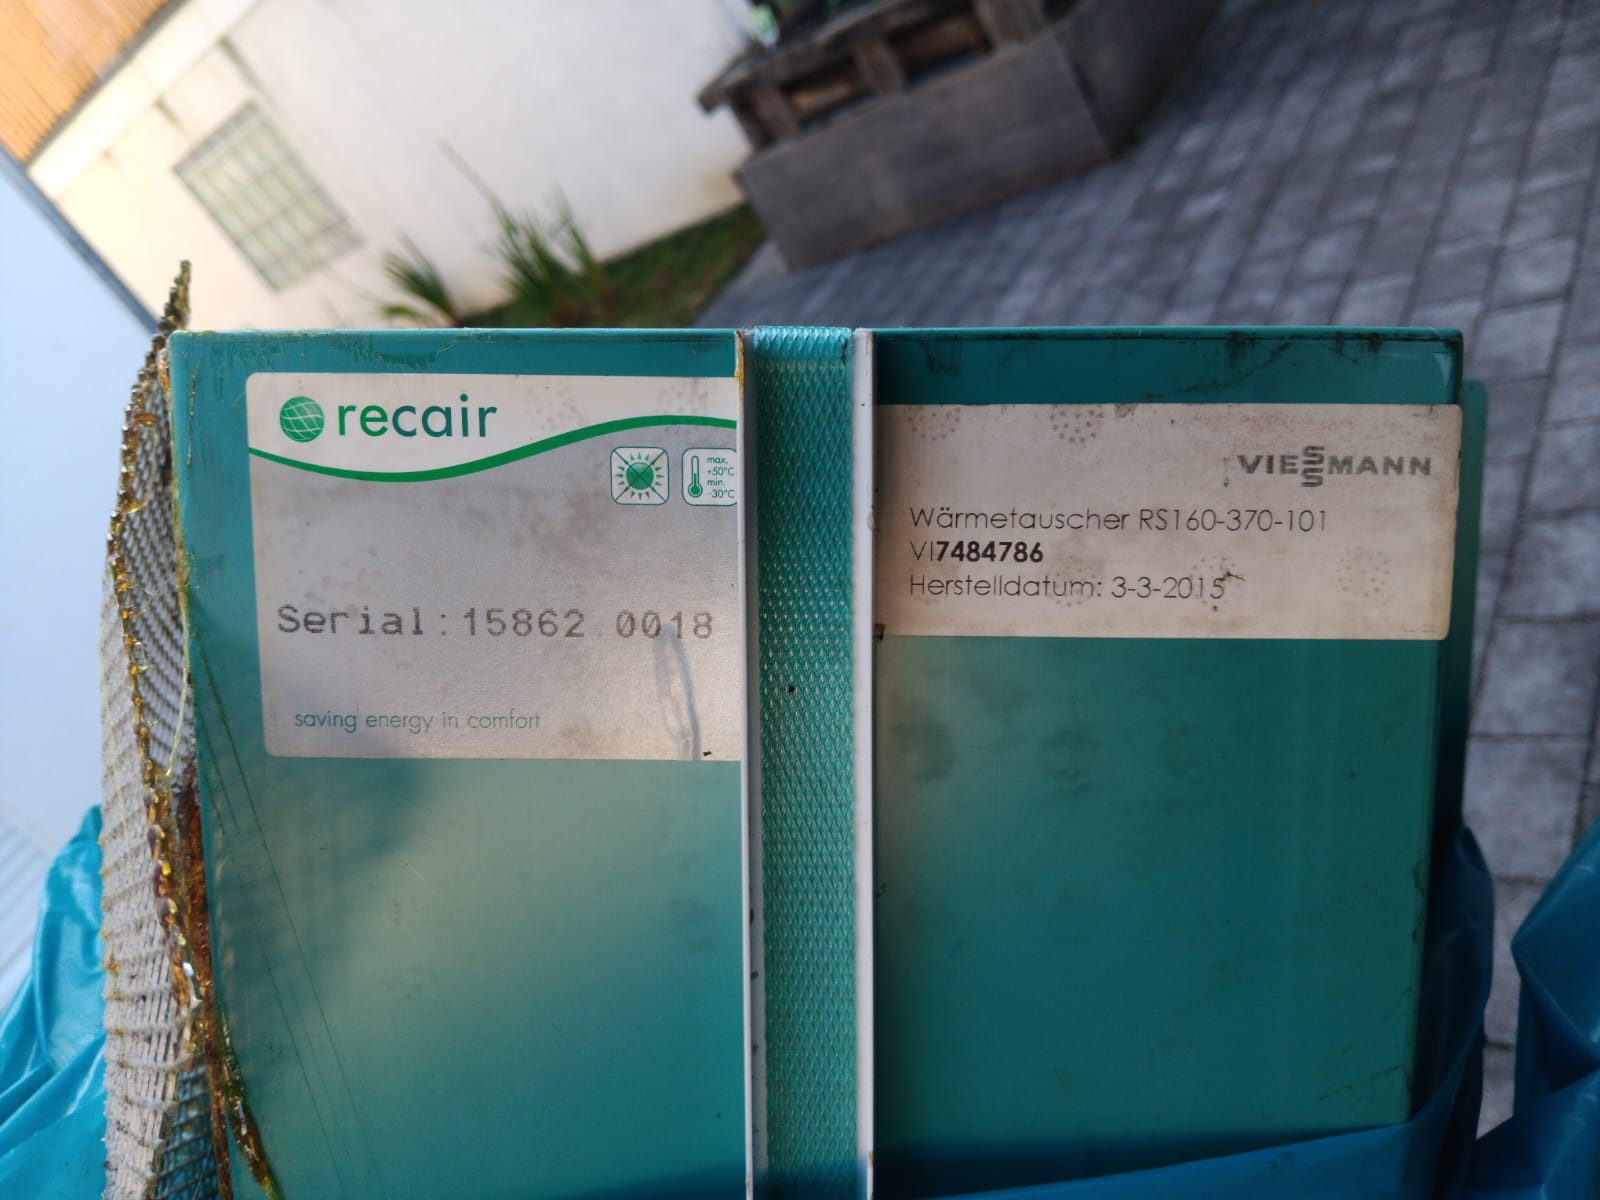 recair
max.
+50°C
min.
-30°C
Serial:15862.0018
saving energy in comfort
VIESSMANN
Wärmetauscher RS160-370-101
VI7484786
Herstelldatum: 3-3-2015